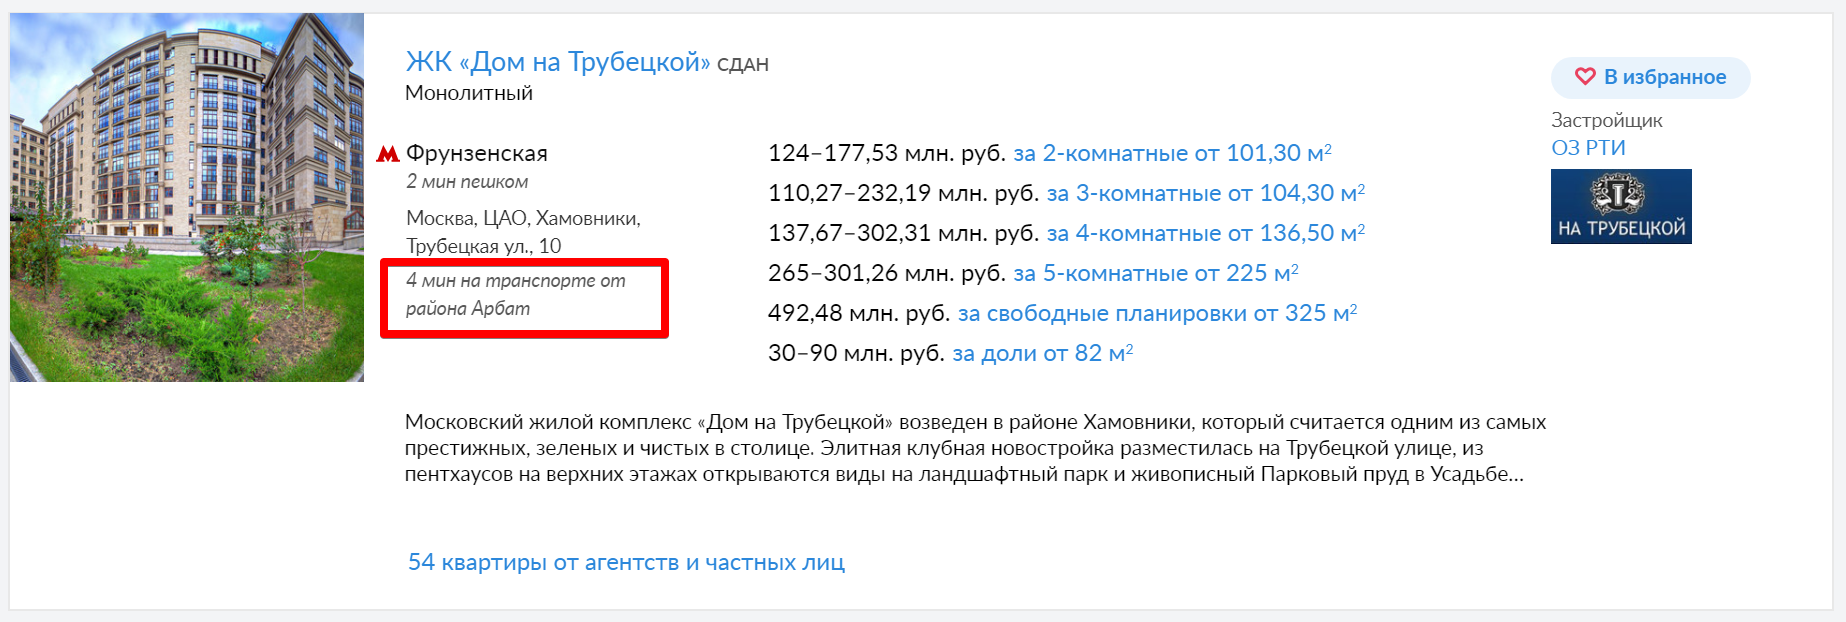 ЖК «Дом на Трубецкой» СДАН
Монолитный
Фрунзенская
2 мин пешком
Москва, ЦАО, Хамовники,
Трубецкая ул., 10
4 мин на транспорте от
района Арбат
124–177,53 млн. руб. за 2-комнатные от 101,30 м²
110,27–232,19 млн. руб. за 3-комнатные от 104,30 м²
137,67–302,31 млн. руб. за 4-комнатные от 136,50 м²
265–301,26 млн. руб. за 5-комнатные от 225 м²
492,48 млн. руб. за свободные планировки от 325 м²
30–90 млн. руб. за доли от 82 м²
В избранное
Застройщик
ОЗ РТИ
НА ТРУБЕЦКОЙ
Московский жилой комплекс «Дом на Трубецкой» возведен в районе Хамовники, который считается одним из самых
престижных, зеленых и чистых в столице. Элитная клубная новостройка разместилась на Трубецкой улице, из
пентхаусов на верхних этажах открываются виды на ландшафтный парк и живописный Парковый пруд в Усадьбе...
54 квартиры от агентств и частных лиц